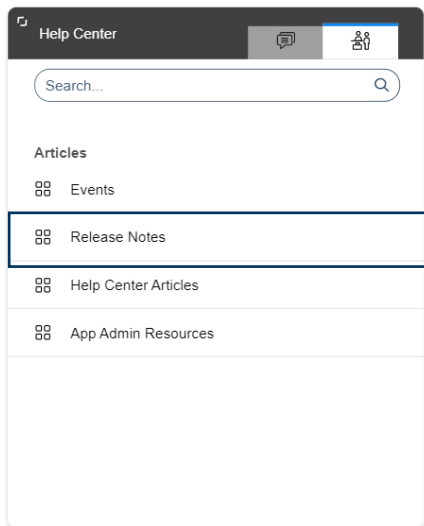 Help Center
Search...
Articles
Events
Release Notes
Help Center Articles
App Admin Resources